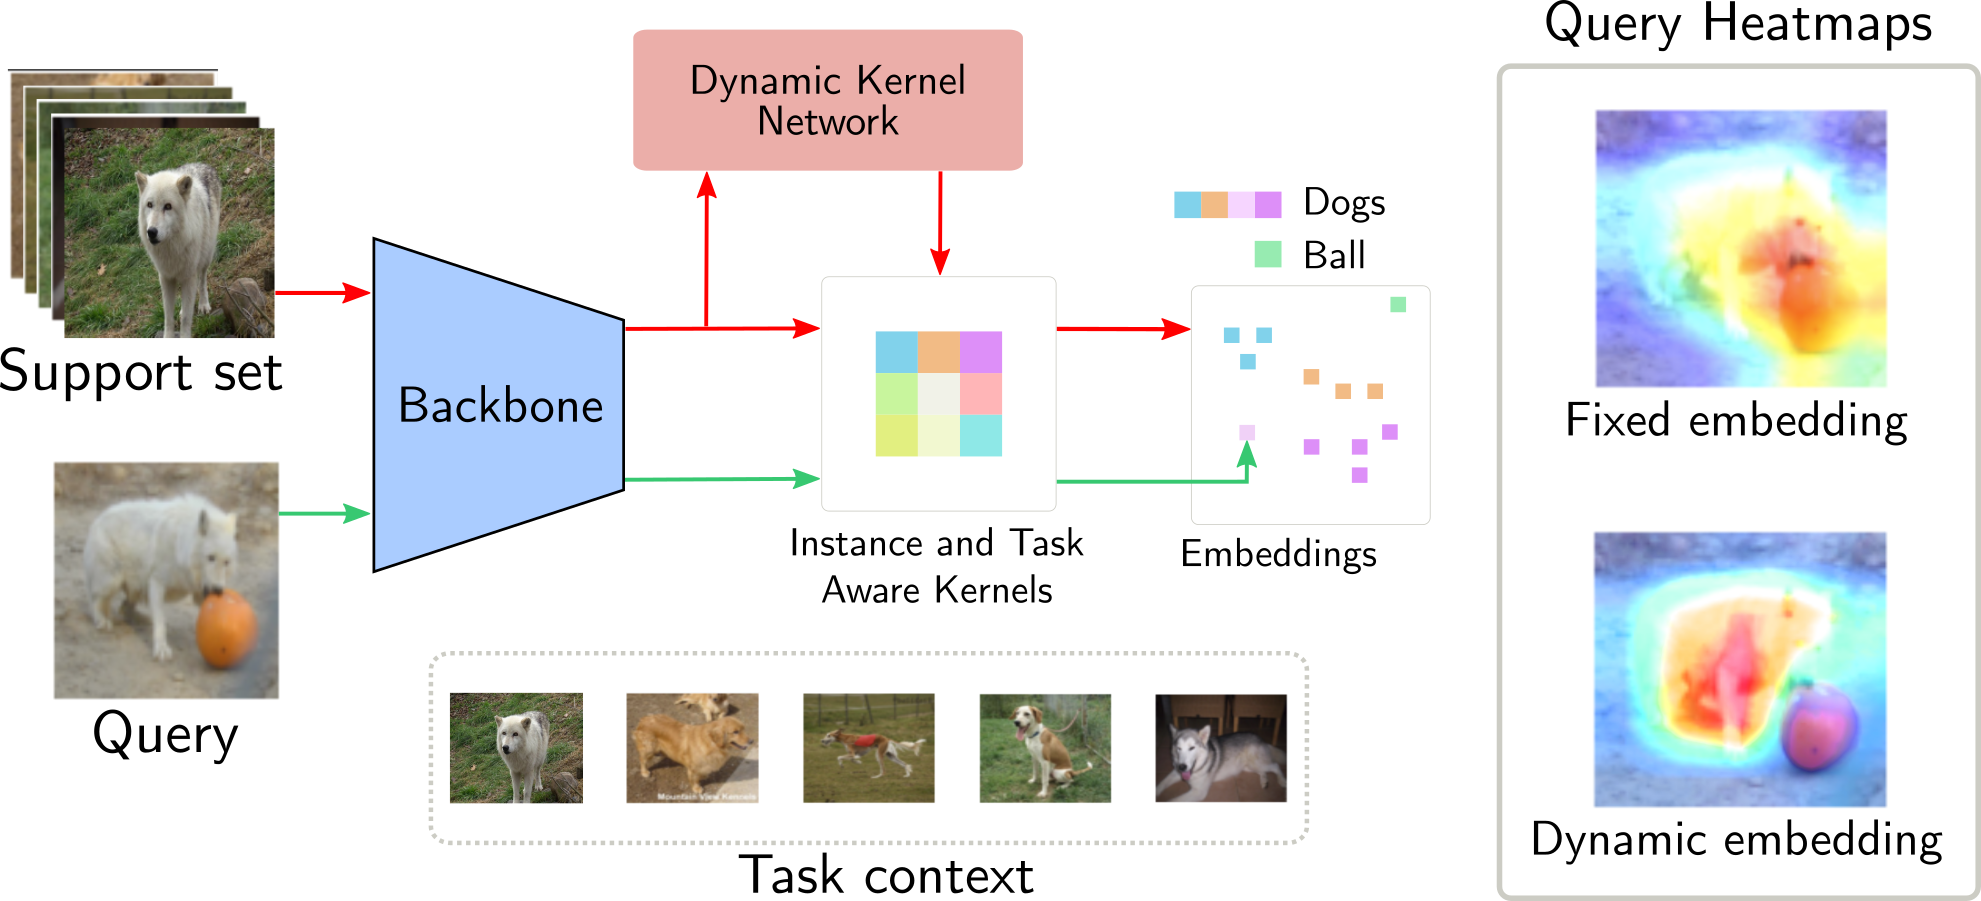 Query Heatmaps
Dynamic Kernel
Network
Dogs
Ball
Support set
Backbone
Fixed embedding
Instance and Task
Aware Kernels
Embeddings
Query
Mountain View Kennels
Dynamic embedding
Task context